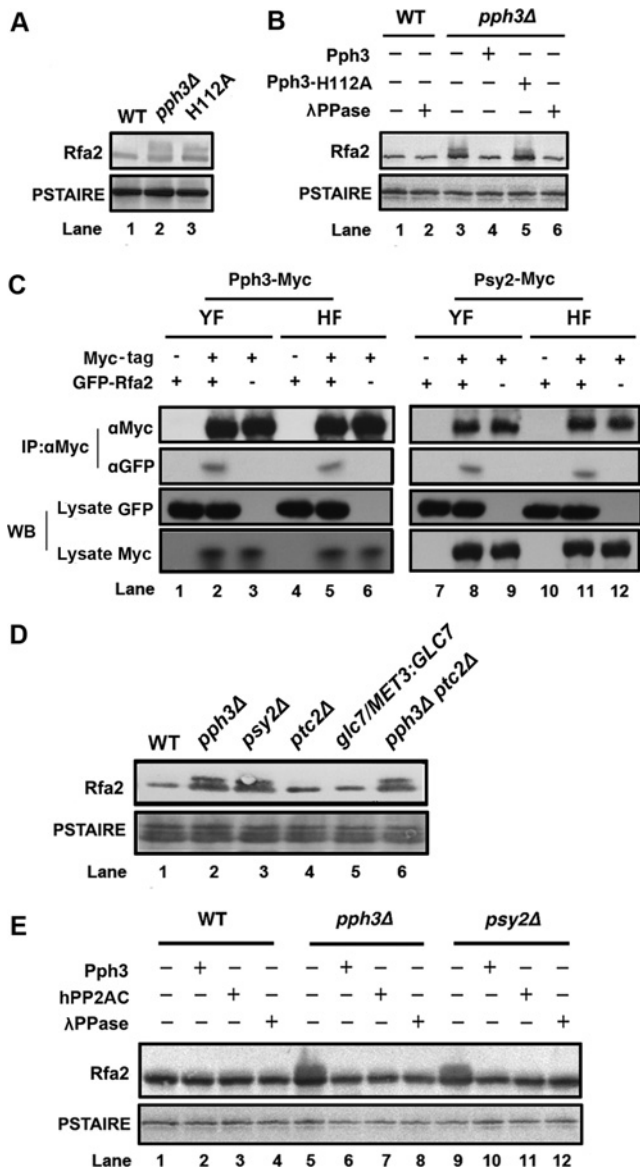 A
WT pph3Δ H112A
Rfa2
PSTAIRE
Lane 1 2 3
B
WT pph3Δ
Pph3 – – – + – –
Pph3-H112A – – – – + –
λPPase – + – – – +
Rfa2
PSTAIRE
Lane 1 2 3 4 5 6
C
Pph3-Myc Psy2-Myc
YF HF YF HF
Myc-tag - + + - + + - + + - + +
GFP-Rfa2 + + - + + - + + - + + -
IP:αMyc
αMyc
αGFP
WB
Lysate GFP
Lysate Myc
Lane 1 2 3 4 5 6 7 8 9 10 11 12
D
WT pph3Δ psy2Δ ptc2Δ glc7/MET3:GLC7 pph3Δ ptc2Δ
Rfa2
PSTAIRE
Lane 1 2 3 4 5 6
E
WT pph3Δ psy2Δ
Pph3 – + – – – + – – – + – –
hPP2AC – – + – – – + – – – + –
λPPase – – – + – – – + – – – +
Rfa2
PSTAIRE
Lane 1 2 3 4 5 6 7 8 9 10 11 12